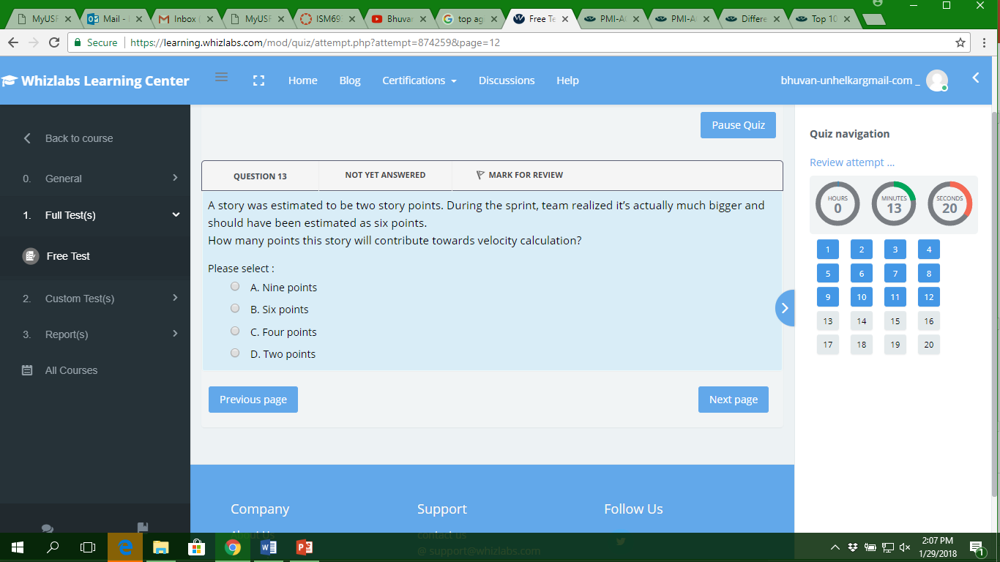 MyUSF
Mail -
Inbox (
MyUSF
ISM69
Bhuvan
top ag
Free Te
PMI-A
PMI-A
Differe
Top 10
Secure
https://learning.whizlabs.com/mod/quiz/attempt.php?attempt=874259&page=12
Whizlabs Learning Center
Home
Blog
Certifications
Discussions
Help
bhuvan-unhelkargmail-com _
Back to course
0. General
1. Full Test(s)
Free Test
2. Custom Test(s)
3. Report(s)
All Courses
Pause Quiz
QUESTION 13
NOT YET ANSWERED
MARK FOR REVIEW
A story was estimated to be two story points. During the sprint, team realized it’s actually much bigger and
should have been estimated as six points.
How many points this story will contribute towards velocity calculation?
Please select :
A. Nine points
B. Six points
C. Four points
D. Two points
Previous page
Next page
Quiz navigation
Review attempt ...
HOURS
0
MINUTES
13
SECONDS
20
1 2 3 4
5 6 7 8
9 10 11 12
13 14 15 16
17 18 19 20
Company
Support
Follow Us
About Us
contact us
@ support@whizlabs.com
2:07 PM
1/29/2018
1